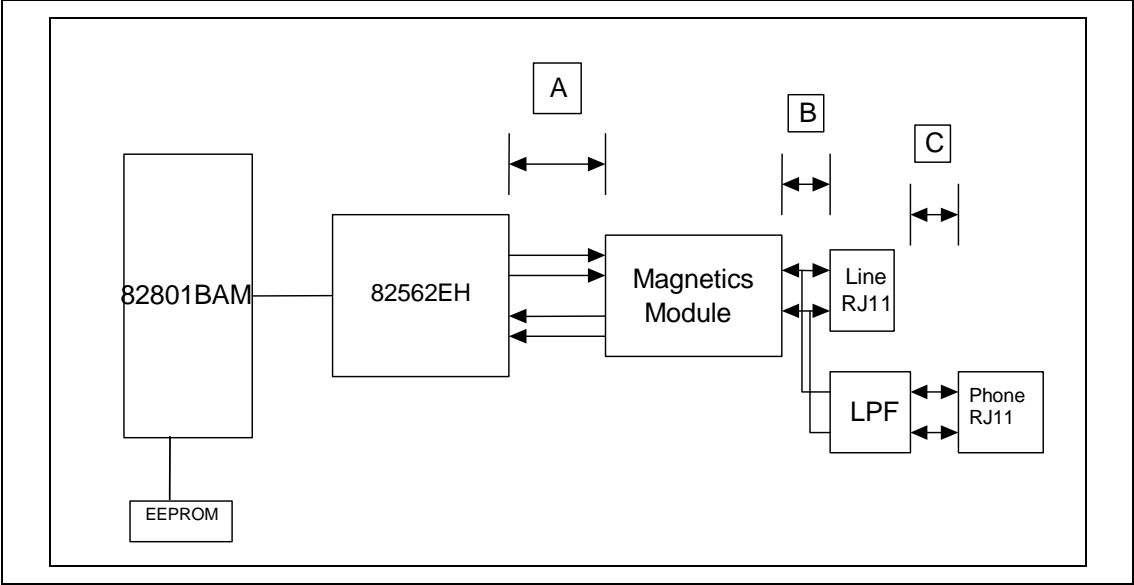 A
B
C
82801BAM
82562EH
Magnetics
Module
Line
RJ11
LPF
Phone
RJ11
EEPROM